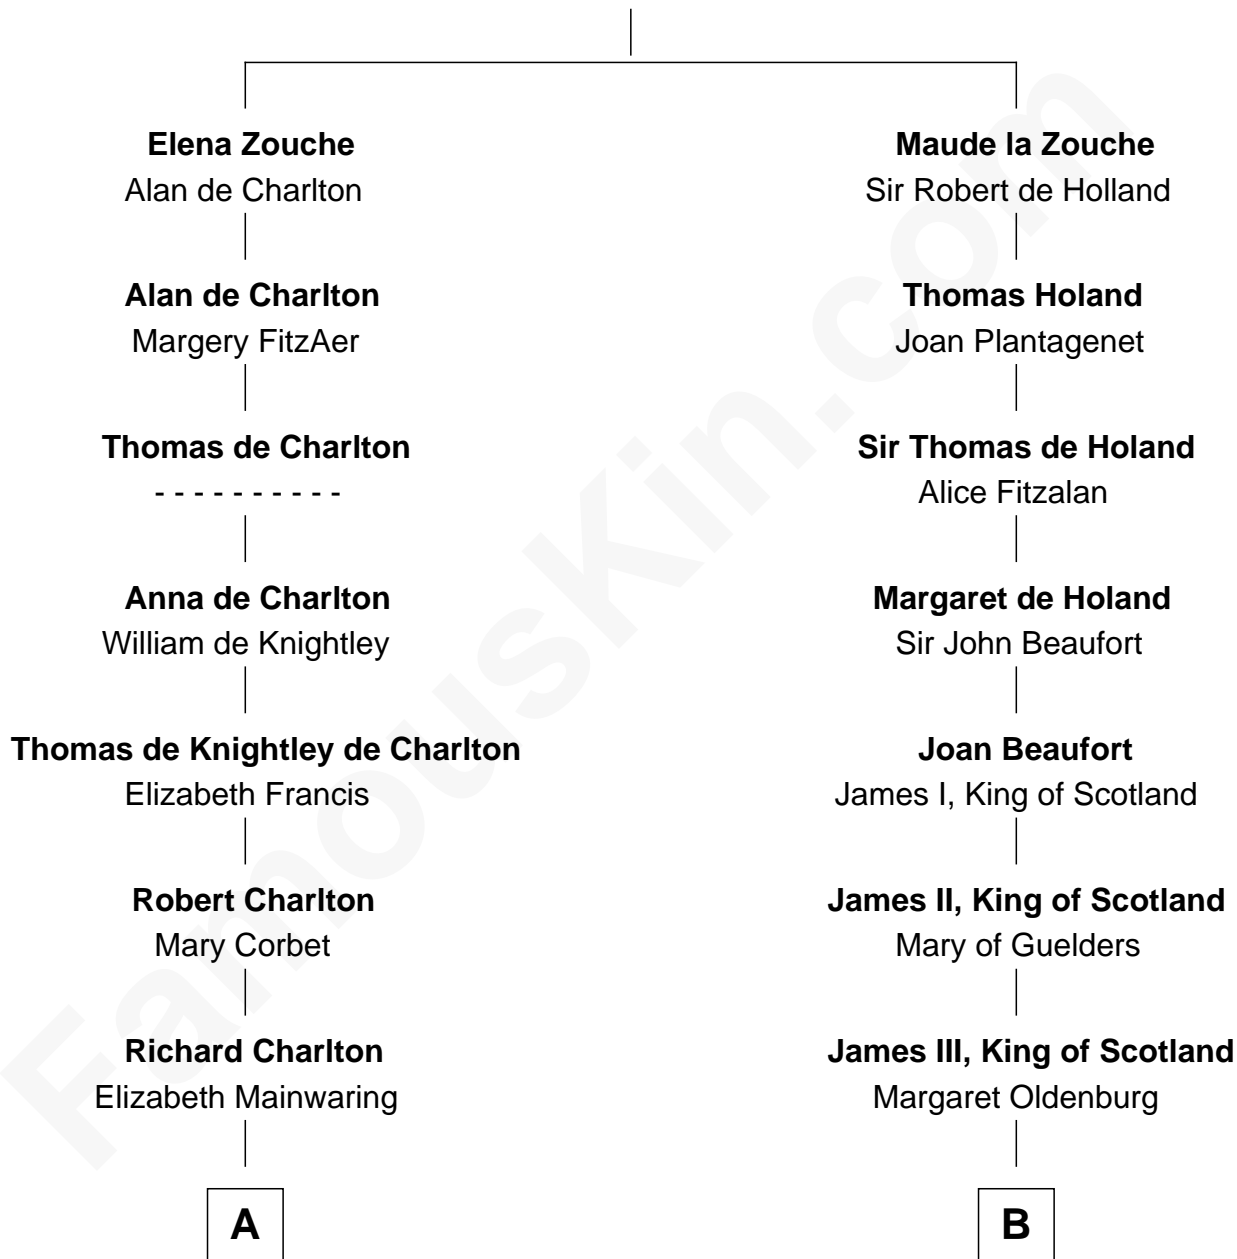 Elena Zouche
Alan de Charlton
Alan de Charlton
Margery FitzAer
Thomas de Charlton
- - - - - - - - - -
Anna de Charlton
William de Knightley
Thomas de Knightley de Charlton
Elizabeth Francis
Robert Charlton
Mary Corbet
Richard Charlton
Elizabeth Mainwaring
A
Maude la Zouche
Sir Robert de Holland
Thomas Holand
Joan Plantagenet
Sir Thomas de Holand
Alice Fitzalan
Margaret de Holand
Sir John Beaufort
Joan Beaufort
James I, King of Scotland
James II, King of Scotland
Mary of Guelders
James III, King of Scotland
Margaret Oldenburg
B
FamousKin.com